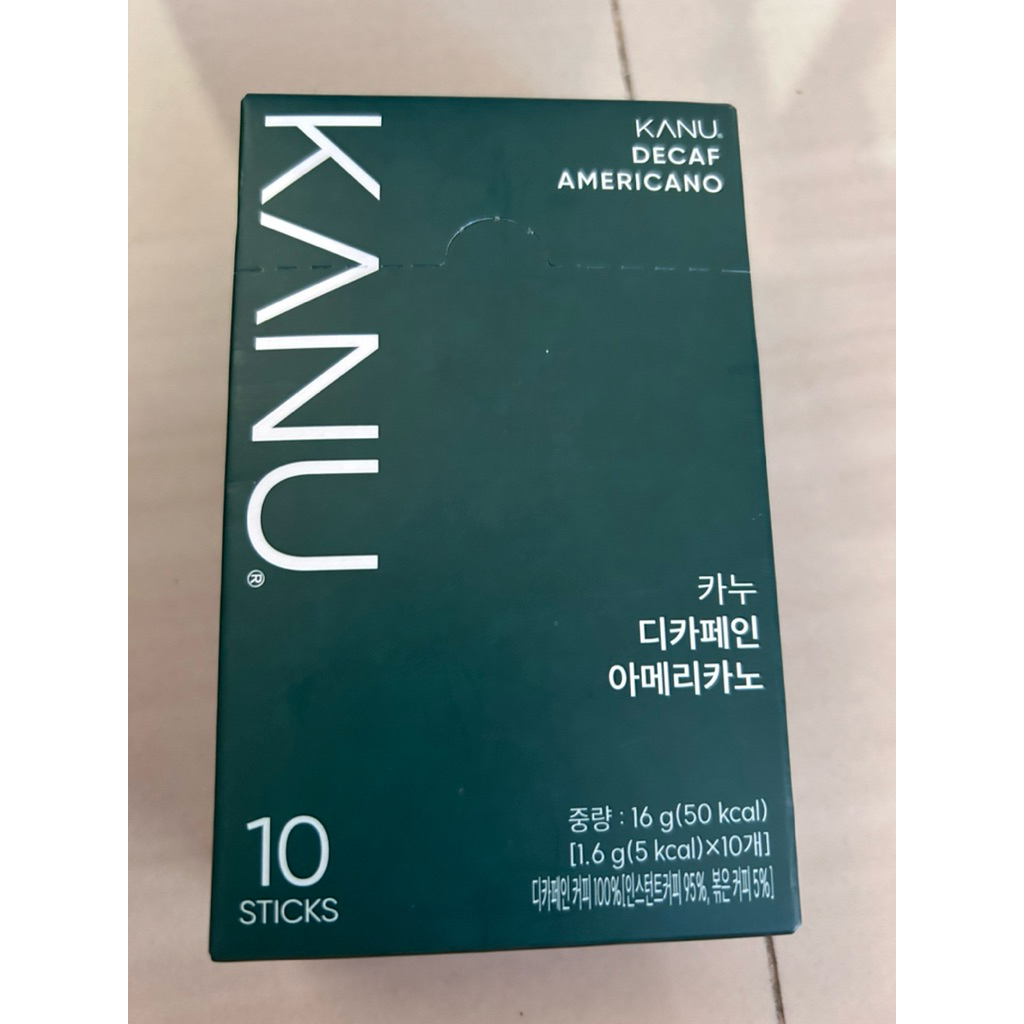 KANU®
KANU®
DECAF
AMERICANO
카누
디카페인
아메리카노
10
STICKS
중량 : 16 g(50 kcal)
[1.6 g(5 kcal)×10개]
디카페인 커피 100%[인스턴트커피 95%, 볶은 커피 5%]